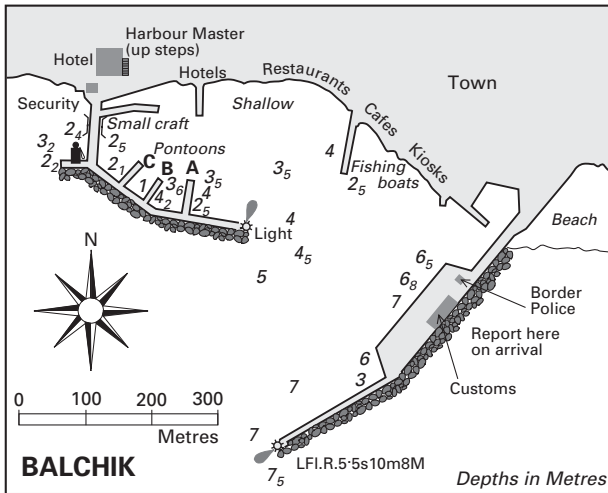 Harbour Master
(up steps)
Hotel
Hotels
Restaurants
Cafes
Kiosks
Town
Security
Small craft
Shallow
Pontoons
C
B
A
Fishing
boats
Beach
Light
N
Border
Police
Report here
on arrival
Customs
2₄
3₂
2₂
2₅
2₁
1
4₂
3₆
3₅
4
2₅
3₅
4
4₅
5
4
2₅
6₅
6₈
7
6
3
7
7
7₅
0 100 200 300
Metres
LFl.R.5·5s10m8M
BALCHIK
Depths in Metres